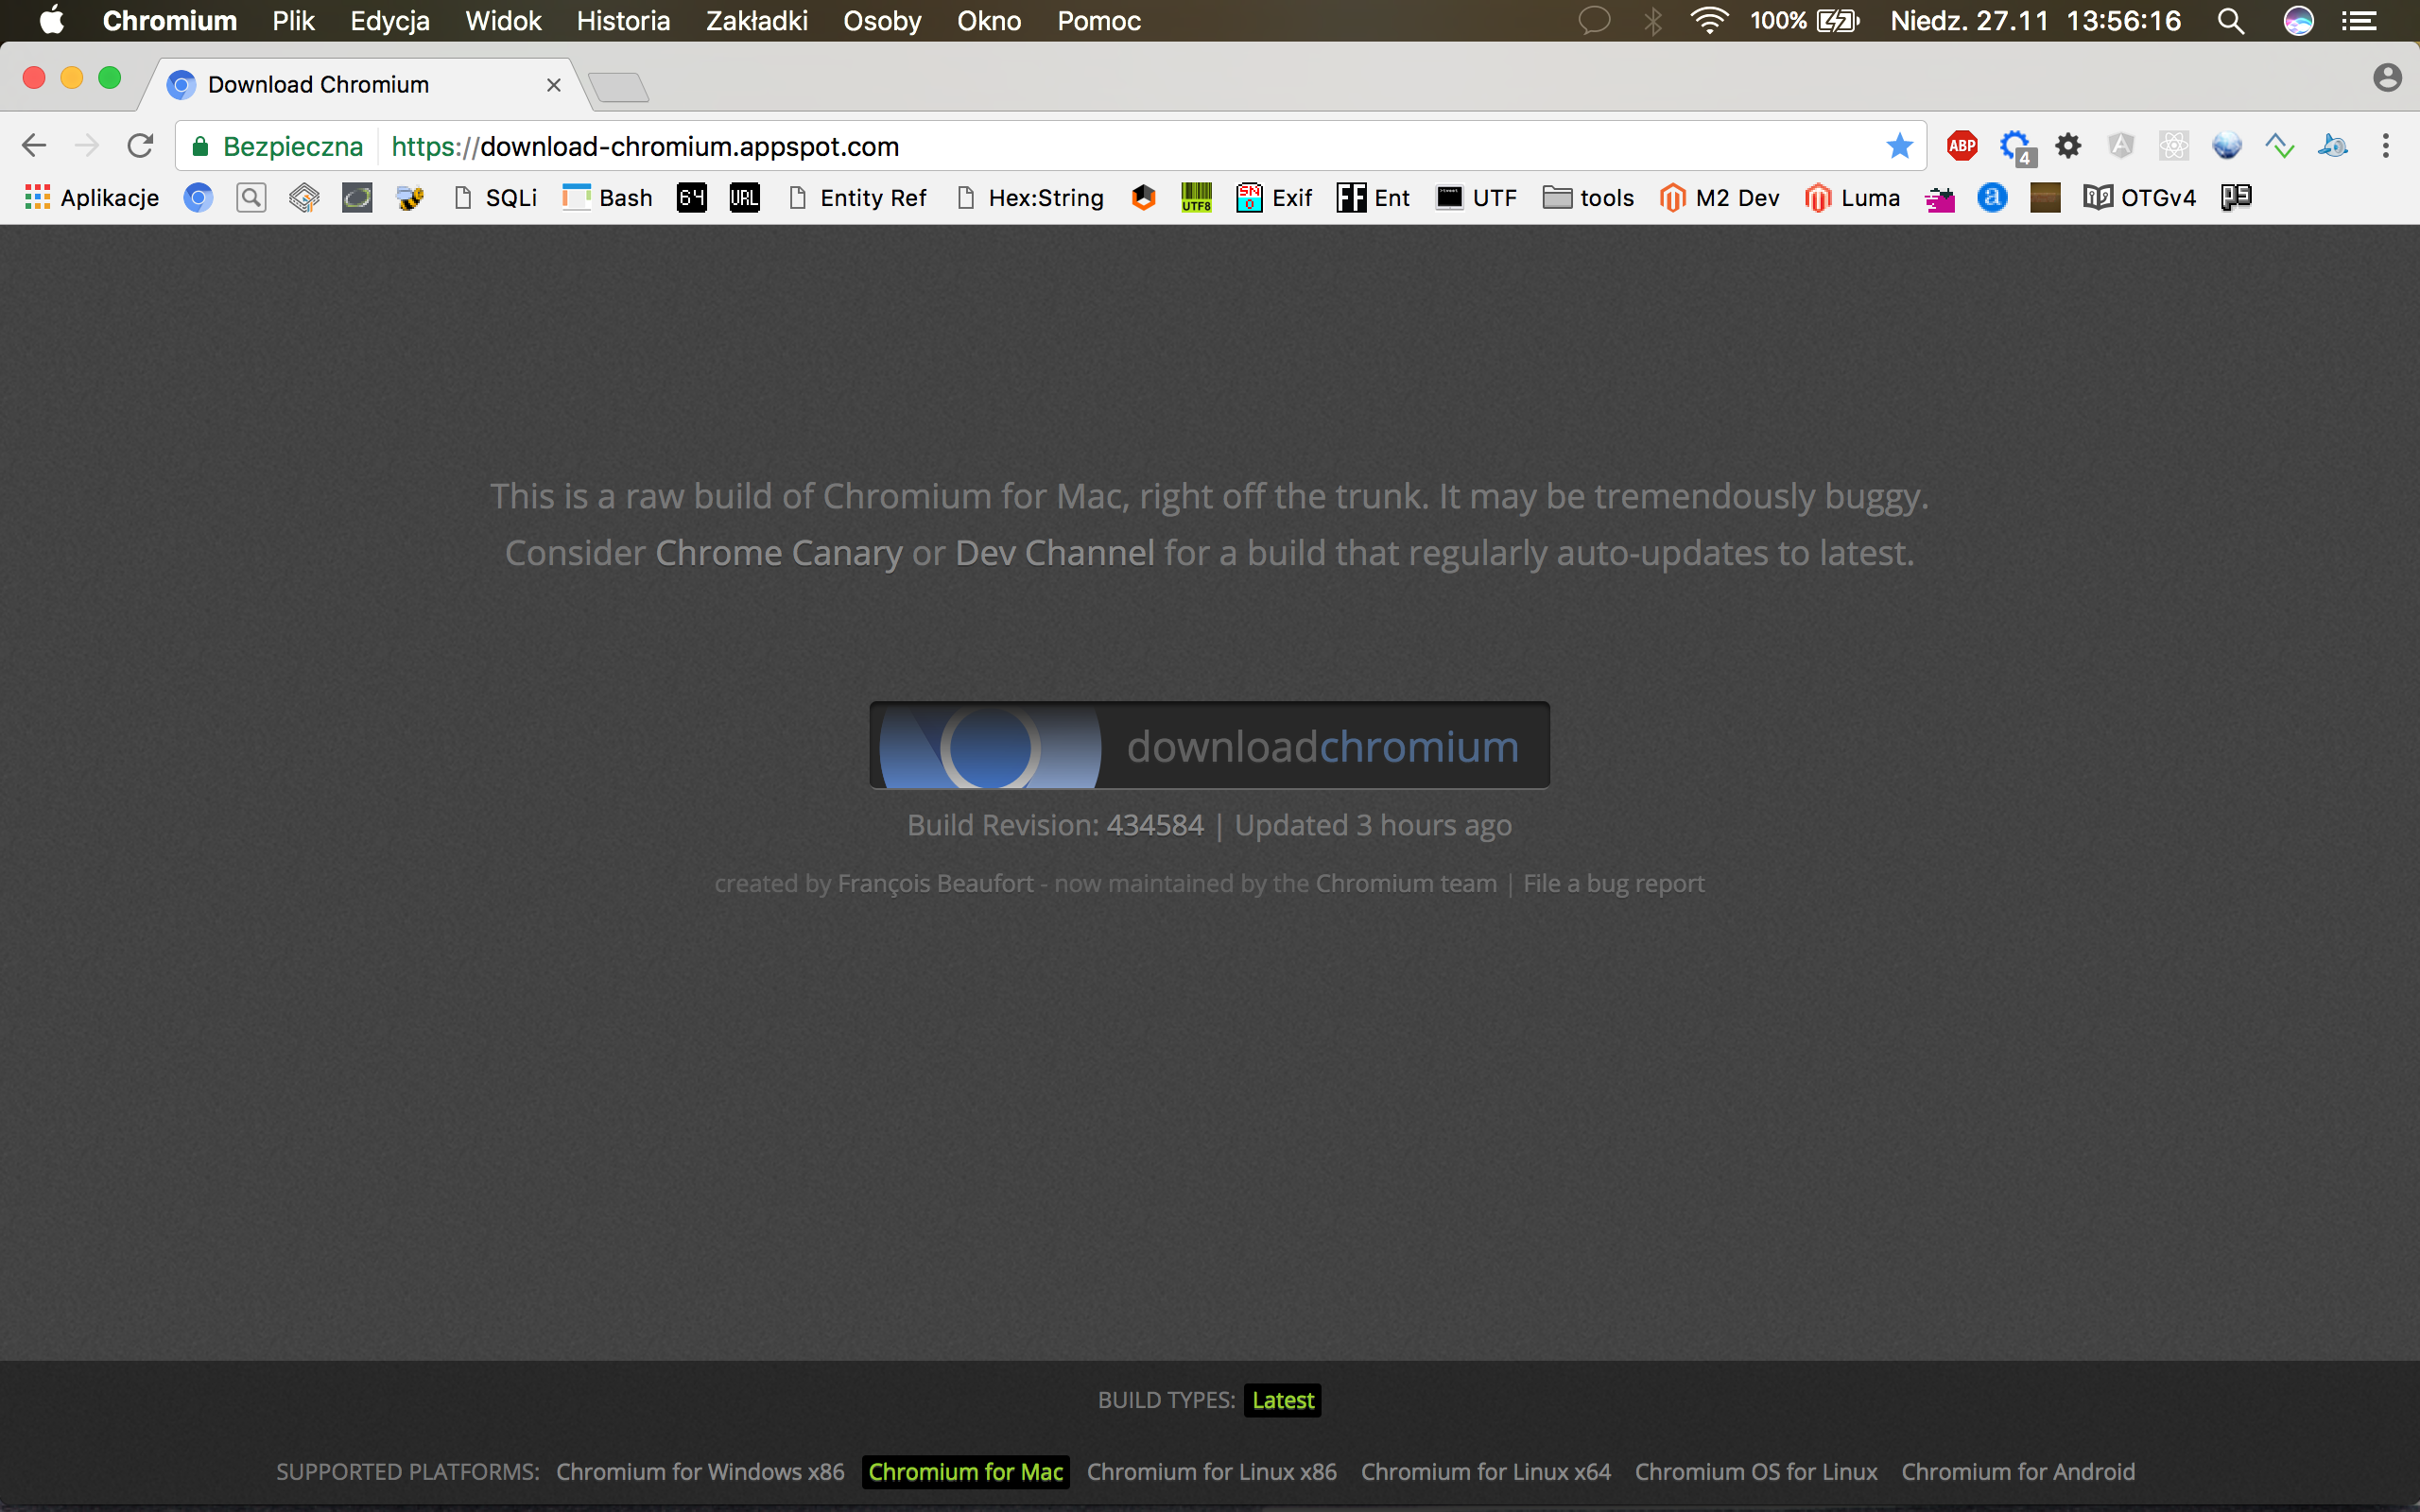 Chromium Plik Edycja Widok Historia Zakładki Osoby Okno Pomoc 100% Niedz. 27.11 13:56:16
Download Chromium
Bezpieczna https://download-chromium.appspot.com ABP 4
Aplikacje SQLi Bash 64 URL Entity Ref Hex:String UTF8 Exif FF Ent UTF tools M2 Dev Luma a OTGv4
This is a raw build of Chromium for Mac, right off the trunk. It may be tremendously buggy.
Consider Chrome Canary or Dev Channel for a build that regularly auto-updates to latest.
downloadchromium
Build Revision: 434584 | Updated 3 hours ago
created by François Beaufort - now maintained by the Chromium team | File a bug report
BUILD TYPES: Latest
SUPPORTED PLATFORMS: Chromium for Windows x86 Chromium for Mac Chromium for Linux x86 Chromium for Linux x64 Chromium OS for Linux Chromium for Android